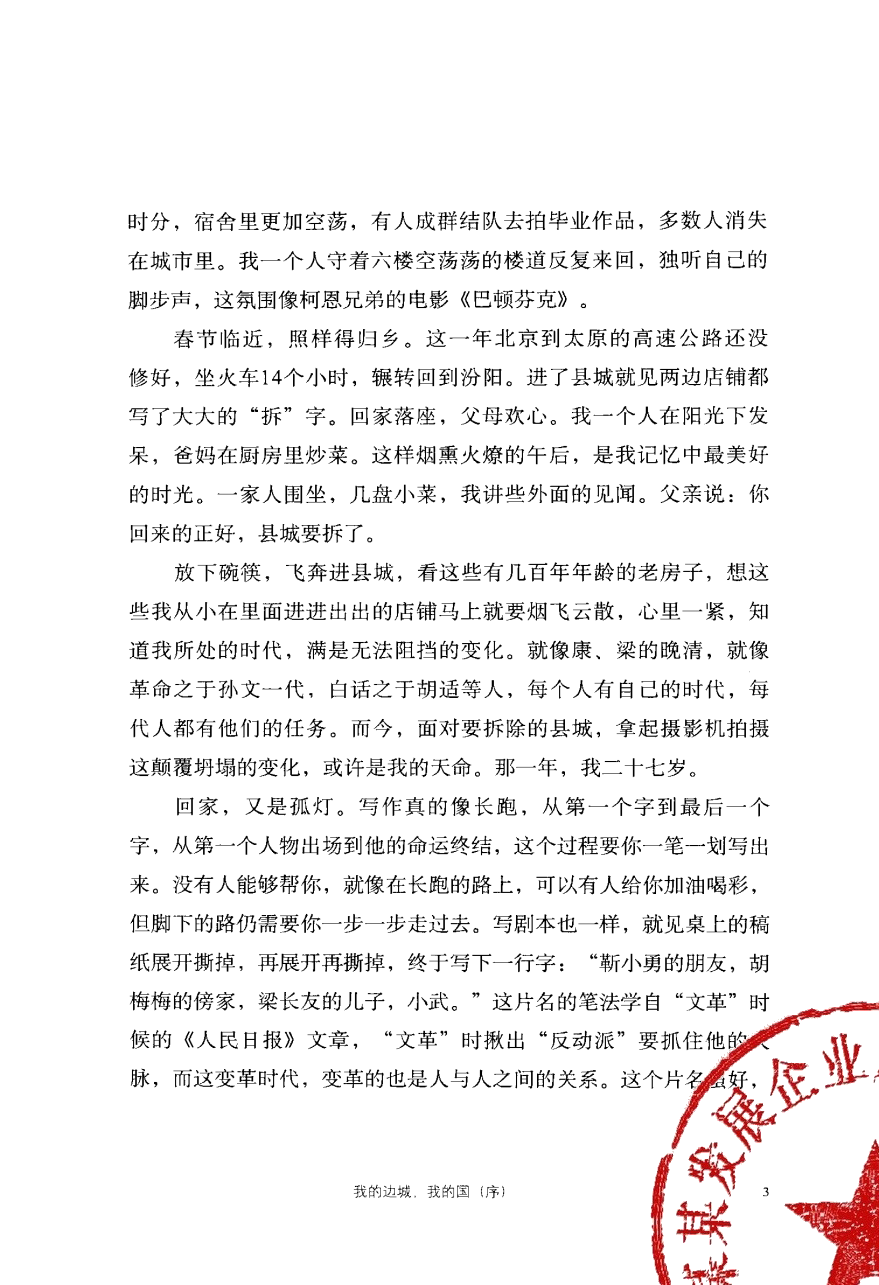 时分，宿舍里更加空荡，有人成群结队去拍毕业作品，多数人消失
在城市里。我一个人守着六楼空荡荡的楼道反复来回，独听自己的
脚步声，这氛围像柯恩兄弟的电影《巴顿芬克》。
春节临近，照样得归乡。这一年北京到太原的高速公路还没
修好，坐火车14个小时，辗转回到汾阳。进了县城就见两边店铺都
写了大大的“拆”字。回家落座，父母欢心。我一个人在阳光下发
呆，爸妈在厨房里炒菜。这样烟熏火燎的午后，是我记忆中最美好
的时光。一家人围坐，几盘小菜，我讲些外面的见闻。父亲说：你
回来的正好，县城要拆了。
放下碗筷，飞奔进县城，看这些有几百年年龄的老房子，想这
些我从小在里面进进出出的店铺马上就要烟飞云散，心里一紧，知
道我所处的时代，满是无法阻挡的变化。就像康、梁的晚清，就像
革命之于孙文一代，白话之于胡适等人，每个人有自己的时代，每
代人都有他们的任务。而今，面对要拆除的县城，拿起摄影机拍摄
这颠覆坍塌的变化，或许是我的天命。那一年，我二十七岁。
回家，又是孤灯。写作真的像长跑，从第一个字到最后一个
字，从第一个人物出场到他的命运终结，这个过程要你一笔一划写出
来。没有人能够帮你，就像在长跑的路上，可以有人给你加油喝彩，
但脚下的路仍需要你一步一步走过去。写剧本也一样，就见桌上的稿
纸展开撕掉，再展开再撕掉，终于写下一行字：“靳小勇的朋友，胡
梅梅的傍家，梁长友的儿子，小武。”这片名的笔法学自“文革”时
候的《人民日报》文章，“文革”时揪出“反动派”要抓住他的
脉，而这变革时代，变革的也是人与人之间的关系。这个片名虽好，
我的边城，我的国（序）
3
某发展企业